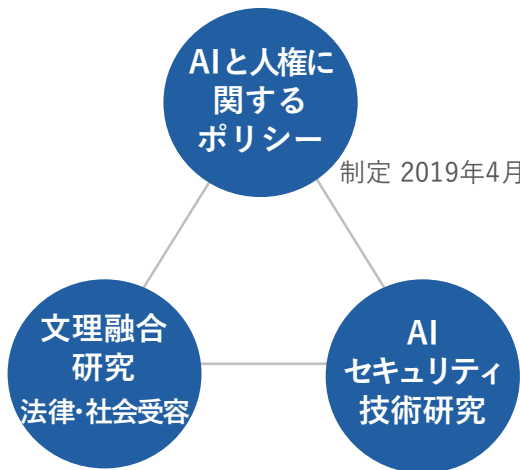 AIと人権に
関する
ポリシー
制定 2019年4月
文理融合
研究
法律・社会受容
AI
セキュリティ
技術研究